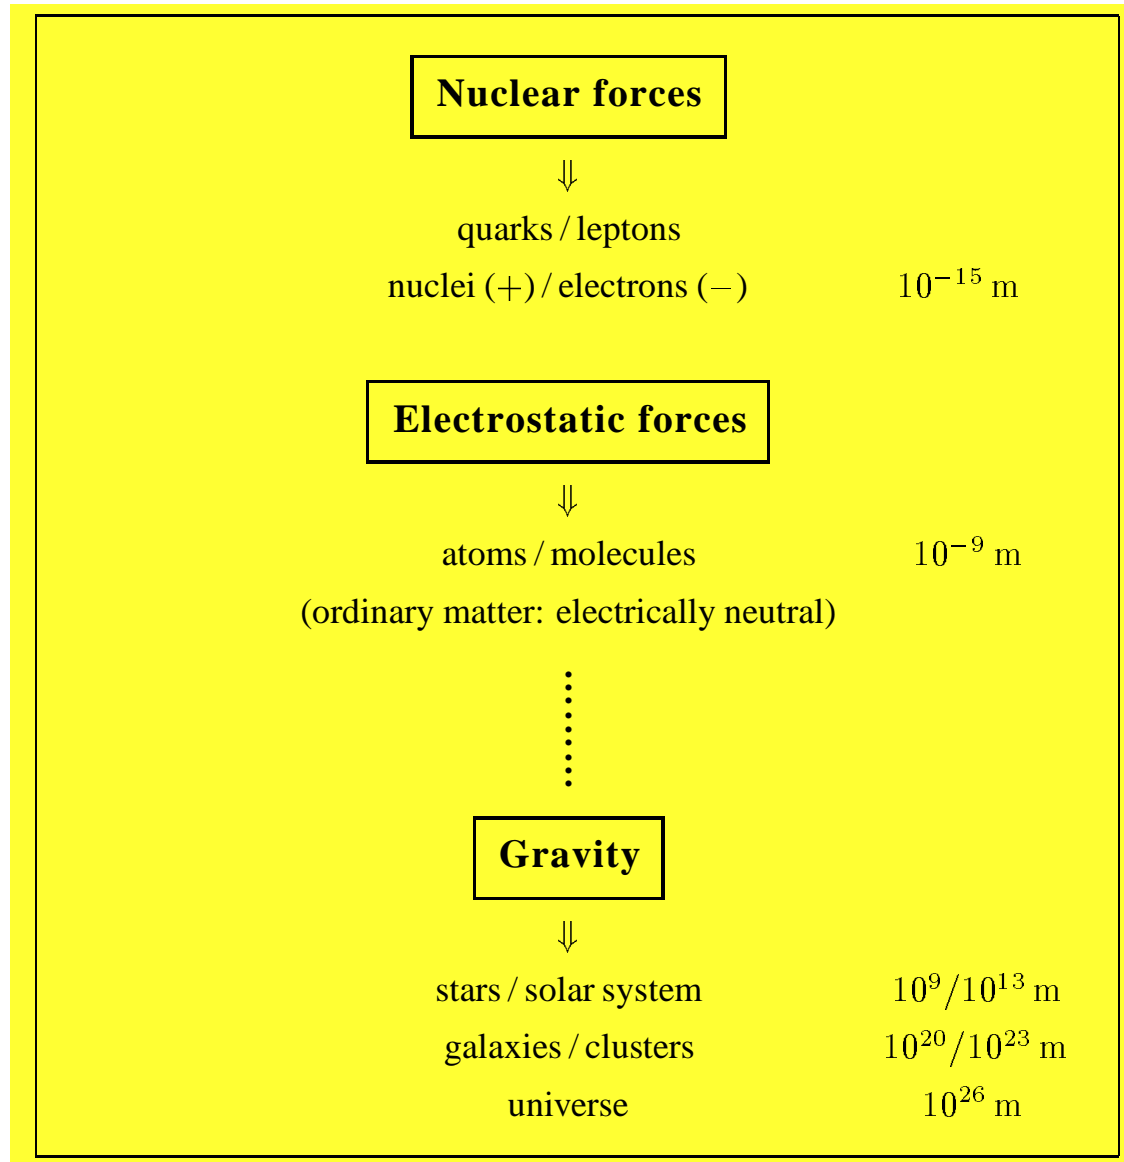 Nuclear forces
⇓
quarks / leptons
nuclei (+) / electrons (−) 10⁻¹⁵ m
Electrostatic forces
⇓
atoms / molecules 10⁻⁹ m
(ordinary matter: electrically neutral)
Gravity
⇓
stars / solar system 10⁹/10¹³ m
galaxies / clusters 10²⁰/10²³ m
universe 10²⁶ m